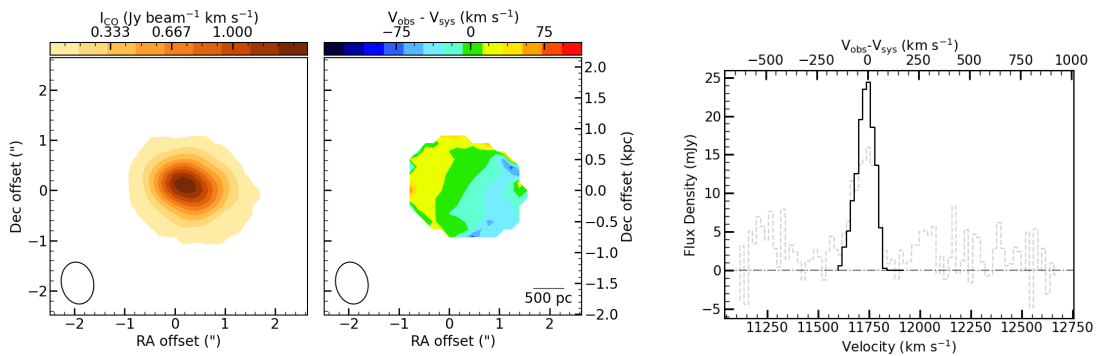 I_CO (Jy beam⁻¹ km s⁻¹)
0.333 0.667 1.000
V_obs - V_sys (km s⁻¹)
−75 0 75
Dec offset (")
2
1
0
−1
−2
−2 −1 0 1 2
RA offset (")
−2 −1 0 1 2
RA offset (")
500 pc
2.0
1.5
1.0
0.5
0.0
−0.5
−1.0
−1.5
−2.0
Dec offset (kpc)
V_obs-V_sys (km s⁻¹)
−500 −250 0 250 500 750 1000
Flux Density (mJy)
25
20
15
10
5
0
−5
11250 11500 11750 12000 12250 12500 12750
Velocity (km s⁻¹)